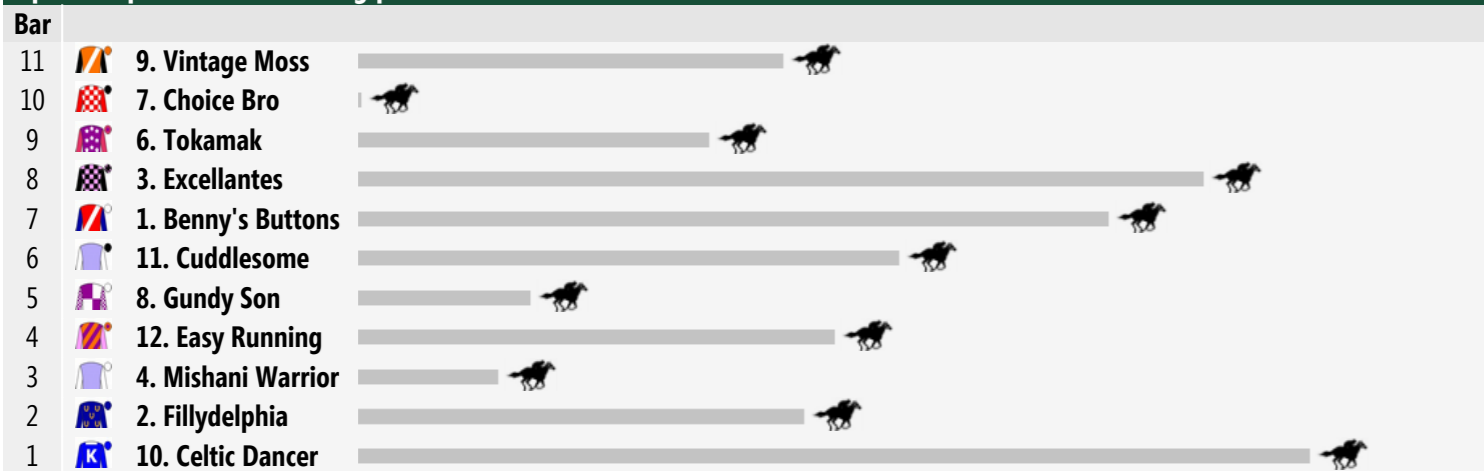 Bar
11 9. Vintage Moss
10 7. Choice Bro
9 6. Tokamak
8 3. Excellantes
7 1. Benny's Buttons
6 11. Cuddlesome
5 8. Gundy Son
4 12. Easy Running
3 4. Mishani Warrior
2 2. Fillydelphia
1 K 10. Celtic Dancer